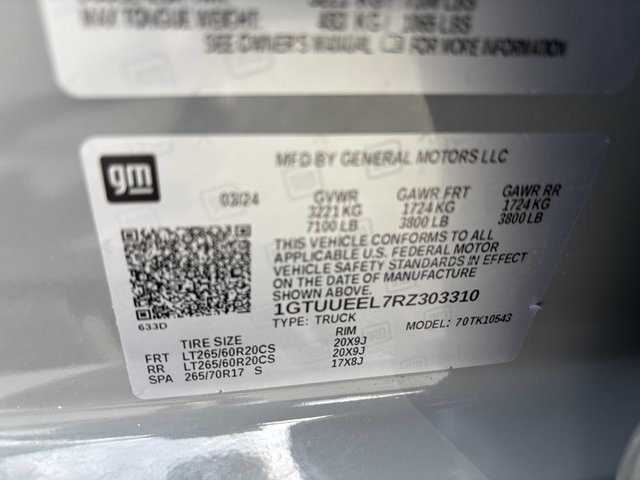 MAX TONGUE WEIGHT
SEE OWNER'S MANUAL FOR MORE INFORMATION
gm
MFD BY GENERAL MOTORS LLC
03/24
GVWR
3221 KG
7100 LB
GAWR FRT
1724 KG
3800 LB
GAWR RR
1724 KG
3800 LB
THIS VEHICLE CONFORMS TO ALL
APPLICABLE U.S. FEDERAL MOTOR
VEHICLE SAFETY STANDARDS IN EFFECT
ON THE DATE OF MANUFACTURE
SHOWN ABOVE.
1GTUUEEL7RZ303310
TYPE: TRUCK
MODEL: 70TK10543
633D
TIRE SIZE RIM
FRT LT265/60R20CS 20X9J
RR LT265/60R20CS 20X9J
SPA 265/70R17 S 17X8J